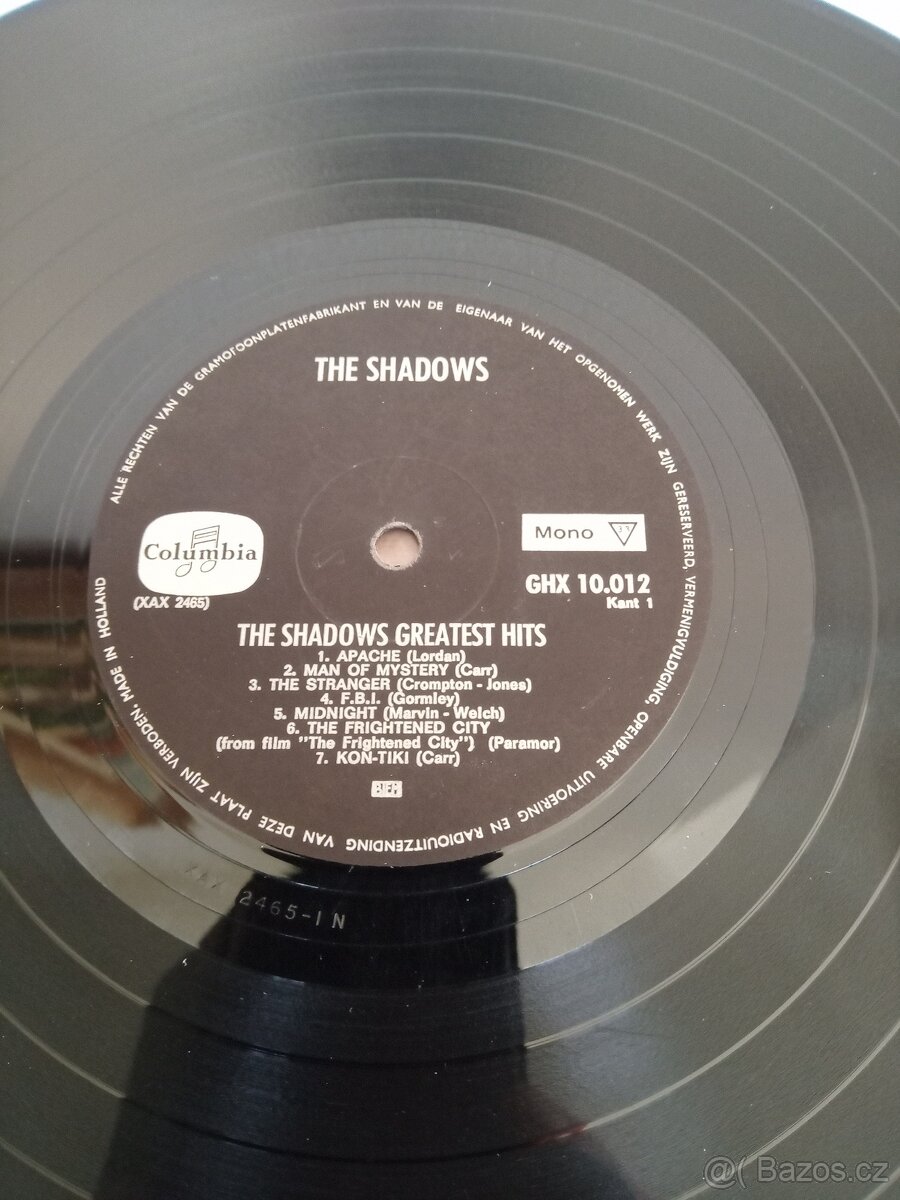 ALLE RECHTEN VAN DE GRAMOFOONPLATENFABRIKANT EN VAN DE EIGENAAR VAN HET OPGENOMEN WERK ZIJN GERESERVEERD, VERMENIGVULDIGING, OPENBARE UITVOERING EN RADIOUITZENDING VAN DEZE PLAAT ZIJN VERBODEN. MADE IN HOLLAND
THE SHADOWS
Columbia
(XAX 2465)
Mono
GHX 10.012
Kant 1
THE SHADOWS GREATEST HITS
1. APACHE (Lordan)
2. MAN OF MYSTERY (Carr)
3. THE STRANGER (Crompton - Jones)
4. F.B.I. (Gormley)
5. MIDNIGHT (Marvin - Welch)
6. THE FRIGHTENED CITY
(from film "The Frightened City") (Paramor)
7. KON-TIKI (Carr)
BIEM
XAX 2465-1 N
@( Bazoš.cz